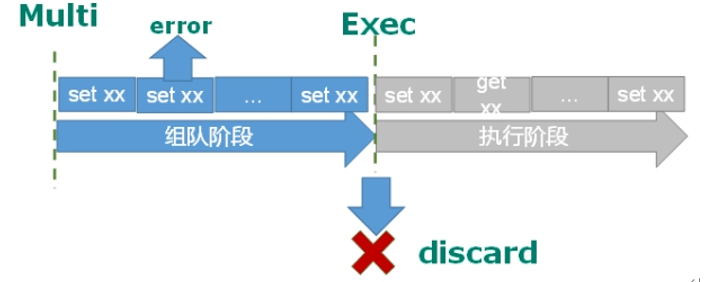 Multi
error
Exec
set xx
set xx
...
set xx
set xx
get
xx
...
set xx
组队阶段
执行阶段
discard